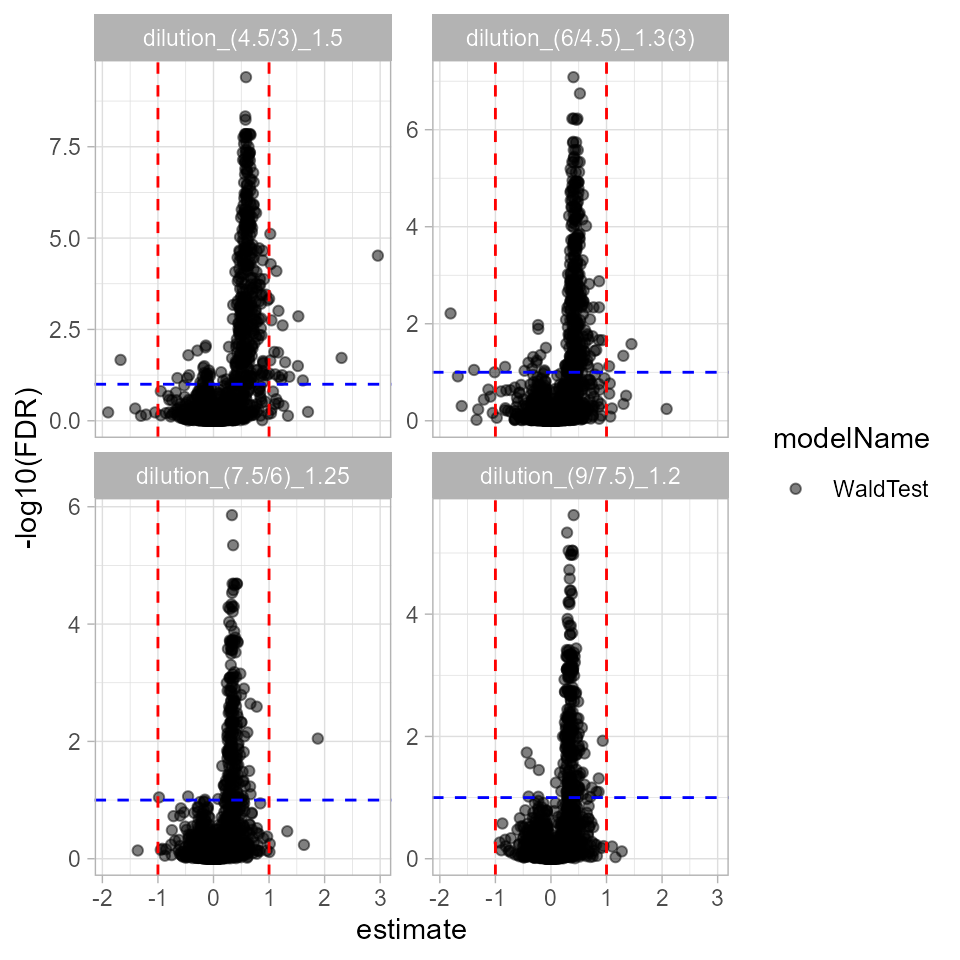 dilution_(4.5/3)_1.5
dilution_(6/4.5)_1.3(3)
7.5
5.0
2.5
0.0
6
4
2
0
-log10(FDR)
modelName
WaldTest
dilution_(7.5/6)_1.25
dilution_(9/7.5)_1.2
6
4
2
0
4
2
0
-2 -1 0 1 2 3
-2 -1 0 1 2 3
estimate